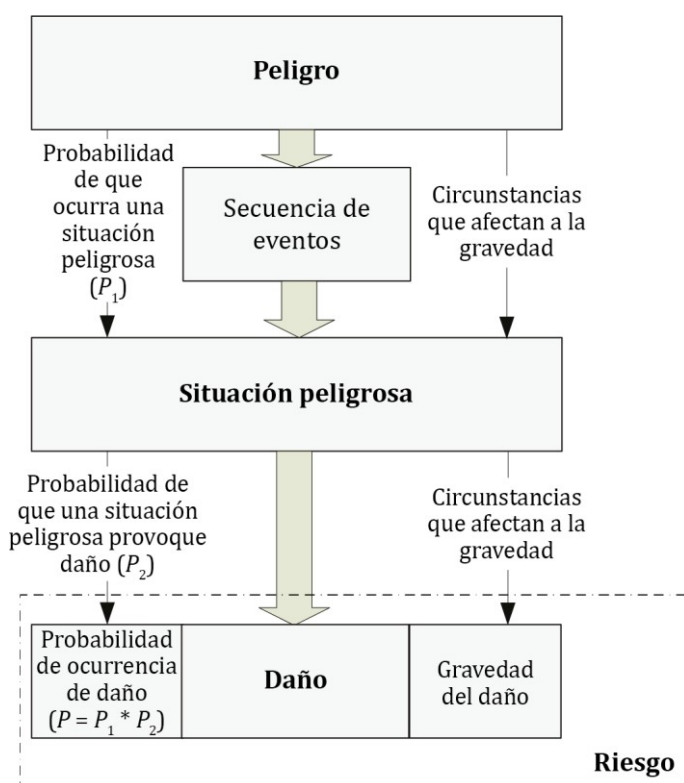 Peligro
Probabilidad
de que
ocurra una
situación
peligrosa
(P₁)
Secuencia de
eventos
Circunstancias
que afectan a la
gravedad
Situación peligrosa
Probabilidad de
que una situación
peligrosa provoque
daño (P₂)
Circunstancias
que afectan a la
gravedad
Probabilidad
de ocurrencia
de daño
(P = P₁ * P₂)
Daño
Gravedad
del daño
Riesgo